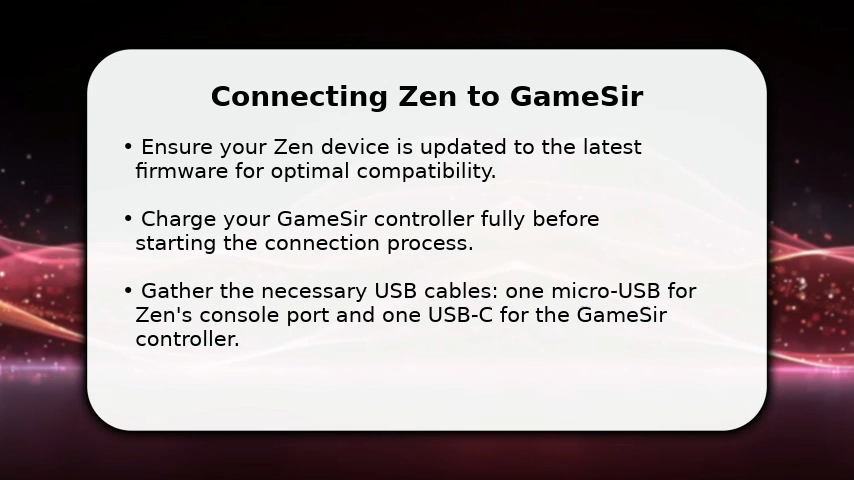 Connecting Zen to GameSir
• Ensure your Zen device is updated to the latest
firmware for optimal compatibility.
• Charge your GameSir controller fully before
starting the connection process.
• Gather the necessary USB cables: one micro-USB for
Zen's console port and one USB-C for the GameSir
controller.